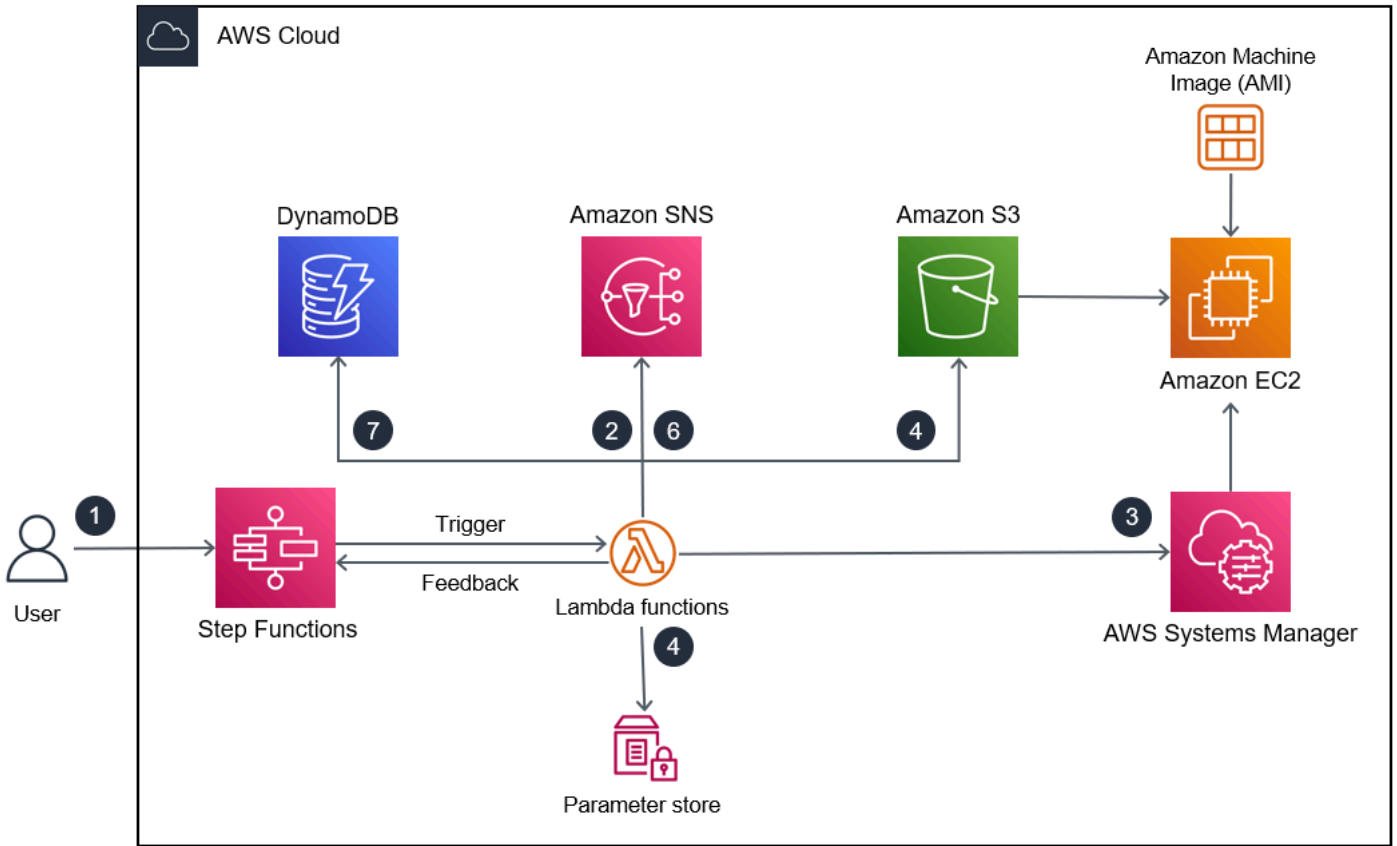 AWS Cloud
Amazon Machine
Image (AMI)
DynamoDB
Amazon SNS
Amazon S3
Amazon EC2
7
2
6
4
1
Trigger
3
Feedback
User
Step Functions
Lambda functions
AWS Systems Manager
4
Parameter store